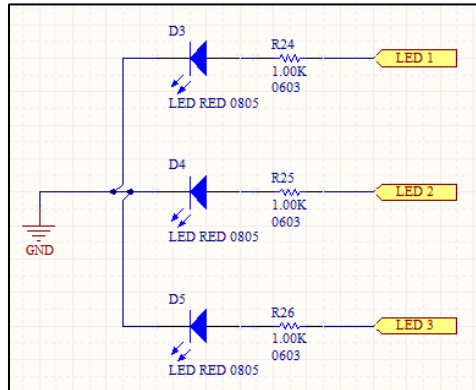 D3
R24
1.00K
0603
LED 1
LED RED 0805
D4
R25
1.00K
0603
LED 2
LED RED 0805
GND
D5
R26
1.00K
0603
LED 3
LED RED 0805